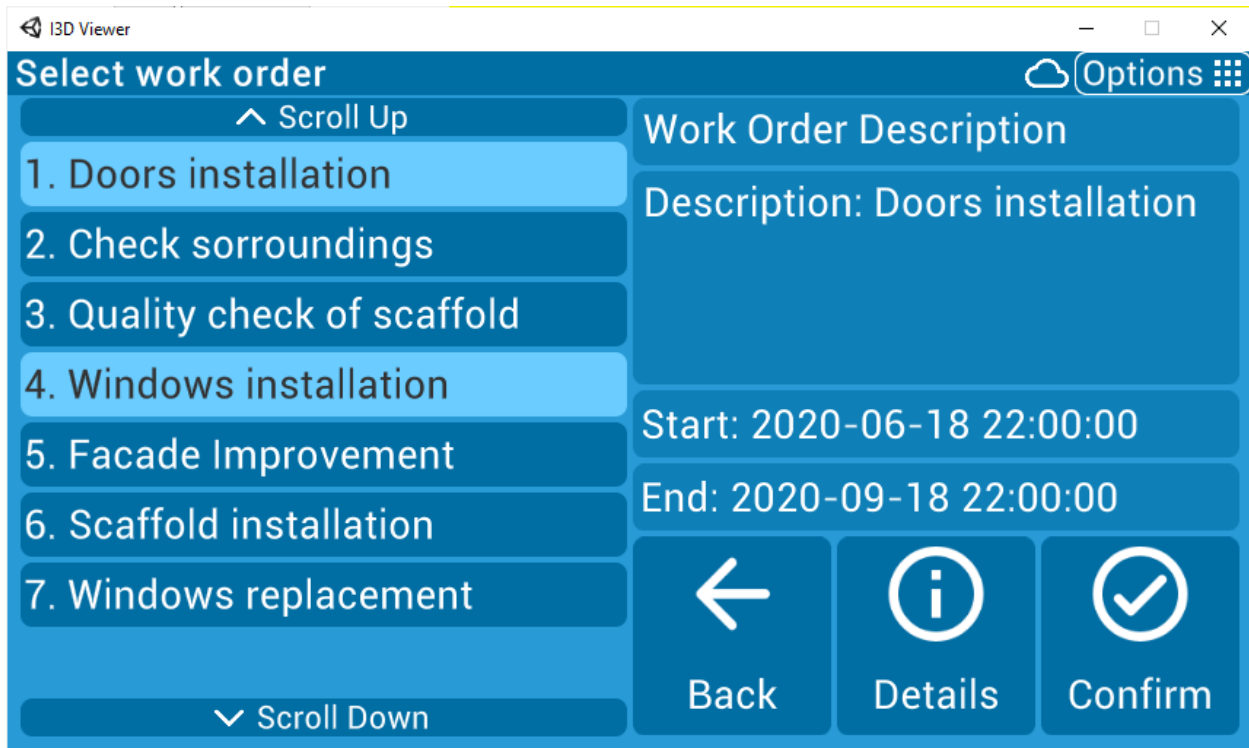 I3D Viewer
Select work order
Options
Scroll Up
1. Doors installation
2. Check sorroundings
3. Quality check of scaffold
4. Windows installation
5. Facade Improvement
6. Scaffold installation
7. Windows replacement
Scroll Down
Work Order Description
Description: Doors installation
Start: 2020-06-18 22:00:00
End: 2020-09-18 22:00:00
Back
Details
Confirm